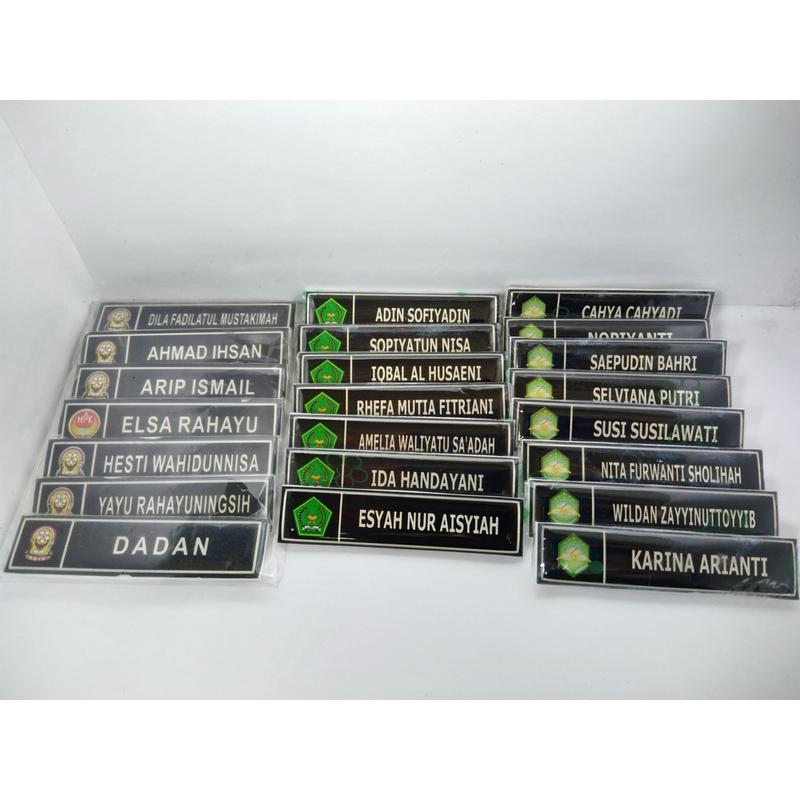 DILA FADILATUL MUSTAKIMAH
AHMAD IHSAN
ARIP ISMAIL
MPK
ELSA RAHAYU
HESTI WAHIDUNNISA
YAYU RAHAYUNINGSIH
DADAN
ADIN SOFIYADIN
SOPIYATUN NISA
IQBAL AL HUSAENI
RHEFA MUTIA FITRIANI
AMELIA WALIYATU SA'ADAH
IDA HANDAYANI
ESYAH NUR AISYIAH
CAHYA CAHYADI
NORIYANTI
SAEPUDIN BAHRI
SELVIANA PUTRI
SUSI SUSILAWATI
NITA FURWANTI SHOLIHAH
WILDAN ZAYYINUTTOYYIB
KARINA ARIANTI